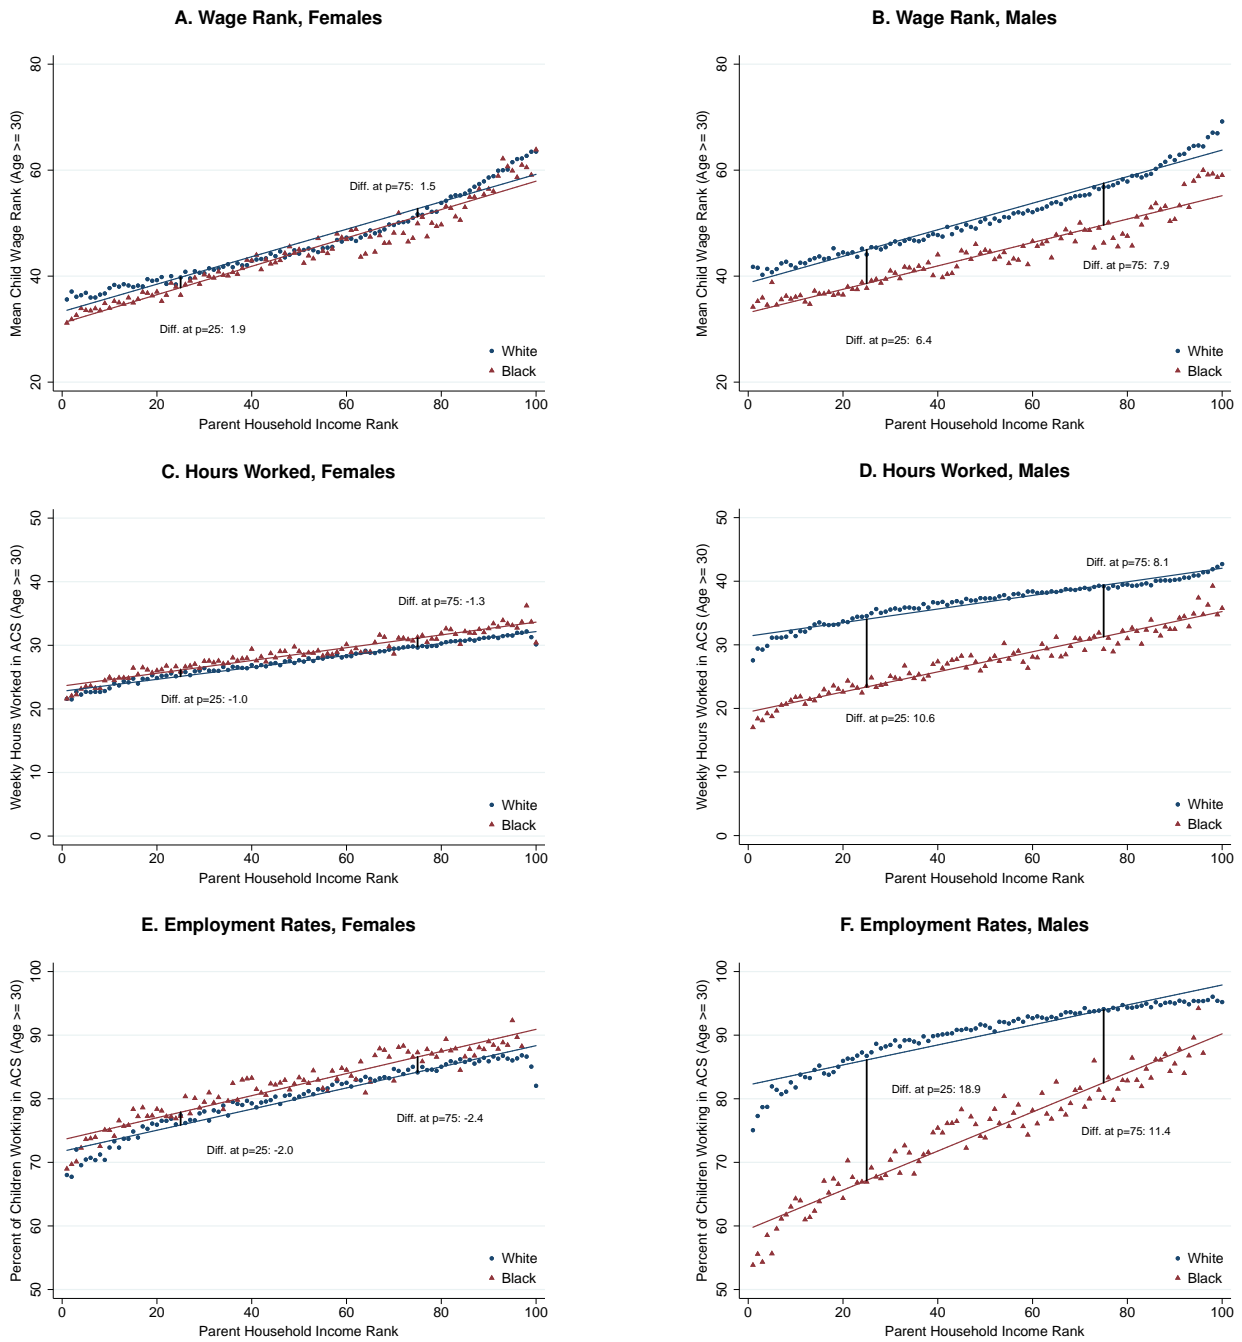 A. Wage Rank, Females
Mean Child Wage Rank (Age >= 30)
80
60
40
20
Diff. at p=75: 1.5
Diff. at p=25: 1.9
White
Black
0 20 40 60 80 100
Parent Household Income Rank
B. Wage Rank, Males
Mean Child Wage Rank (Age >= 30)
80
60
40
20
Diff. at p=75: 7.9
Diff. at p=25: 6.4
White
Black
0 20 40 60 80 100
Parent Household Income Rank
C. Hours Worked, Females
Weekly Hours Worked in ACS (Age >= 30)
50
40
30
20
10
0
Diff. at p=75: -1.3
Diff. at p=25: -1.0
White
Black
0 20 40 60 80 100
Parent Household Income Rank
D. Hours Worked, Males
Weekly Hours Worked in ACS (Age >= 30)
50
40
30
20
10
0
Diff. at p=75: 8.1
Diff. at p=25: 10.6
White
Black
0 20 40 60 80 100
Parent Household Income Rank
E. Employment Rates, Females
Percent of Children Working in ACS (Age >= 30)
100
90
80
70
60
50
Diff. at p=75: -2.4
Diff. at p=25: -2.0
White
Black
0 20 40 60 80 100
Parent Household Income Rank
F. Employment Rates, Males
Percent of Children Working in ACS (Age >= 30)
100
90
80
70
60
50
Diff. at p=25: 18.9
Diff. at p=75: 11.4
White
Black
0 20 40 60 80 100
Parent Household Income Rank